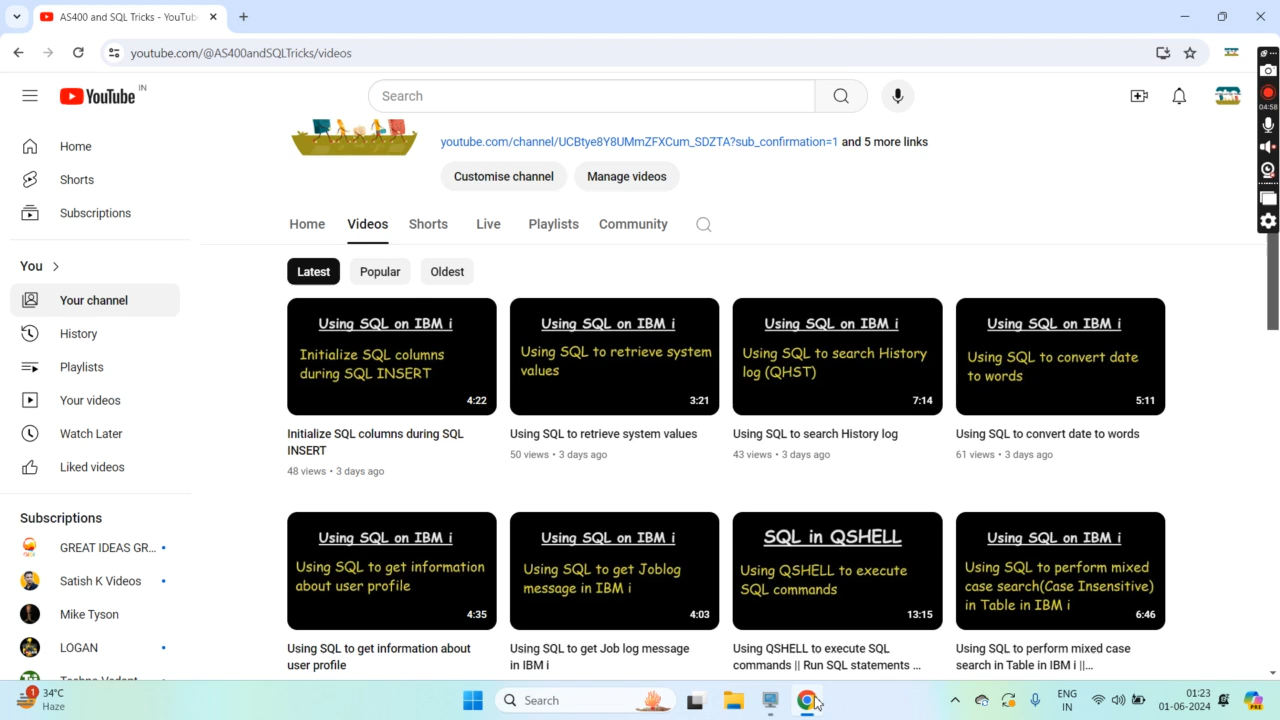 AS400 and SQL Tricks - YouTub
youtube.com/@AS400andSQLTricks/videos
YouTube IN
Search
04:58
Home
Shorts
Subscriptions
You
Your channel
History
Playlists
Your videos
Watch Later
Liked videos
Subscriptions
GREAT IDEAS GR...
Satish K Videos
Mike Tyson
LOGAN
youtube.com/channel/UCBtye8Y8UMmZFXCum_SDZTA?sub_confirmation=1 and 5 more links
Customise channel Manage videos
Home Videos Shorts Live Playlists Community
Latest Popular Oldest
Using SQL on IBM i
Initialize SQL columns
during SQL INSERT
4:22
Initialize SQL columns during SQL
INSERT
48 views • 3 days ago
Using SQL on IBM i
Using SQL to retrieve system
values
3:21
Using SQL to retrieve system values
50 views • 3 days ago
Using SQL on IBM i
Using SQL to search History
log (QHST)
7:14
Using SQL to search History log
43 views • 3 days ago
Using SQL on IBM i
Using SQL to convert date
to words
5:11
Using SQL to convert date to words
61 views • 3 days ago
Using SQL on IBM i
Using SQL to get information
about user profile
4:35
Using SQL to get information about
user profile
Using SQL on IBM i
Using SQL to get Joblog
message in IBM i
4:03
Using SQL to get Job log message
in IBM i
SQL in QSHELL
Using QSHELL to execute
SQL commands
13:15
Using QSHELL to execute SQL
commands || Run SQL statements ...
Using SQL on IBM i
Using SQL to perform mixed
case search(Case Insensitive)
in Table in IBM i
6:46
Using SQL to perform mixed case
search in Table in IBM i ||...
1
34°C
Haze
Search
ENG
IN
01:23
01-06-2024
PRE